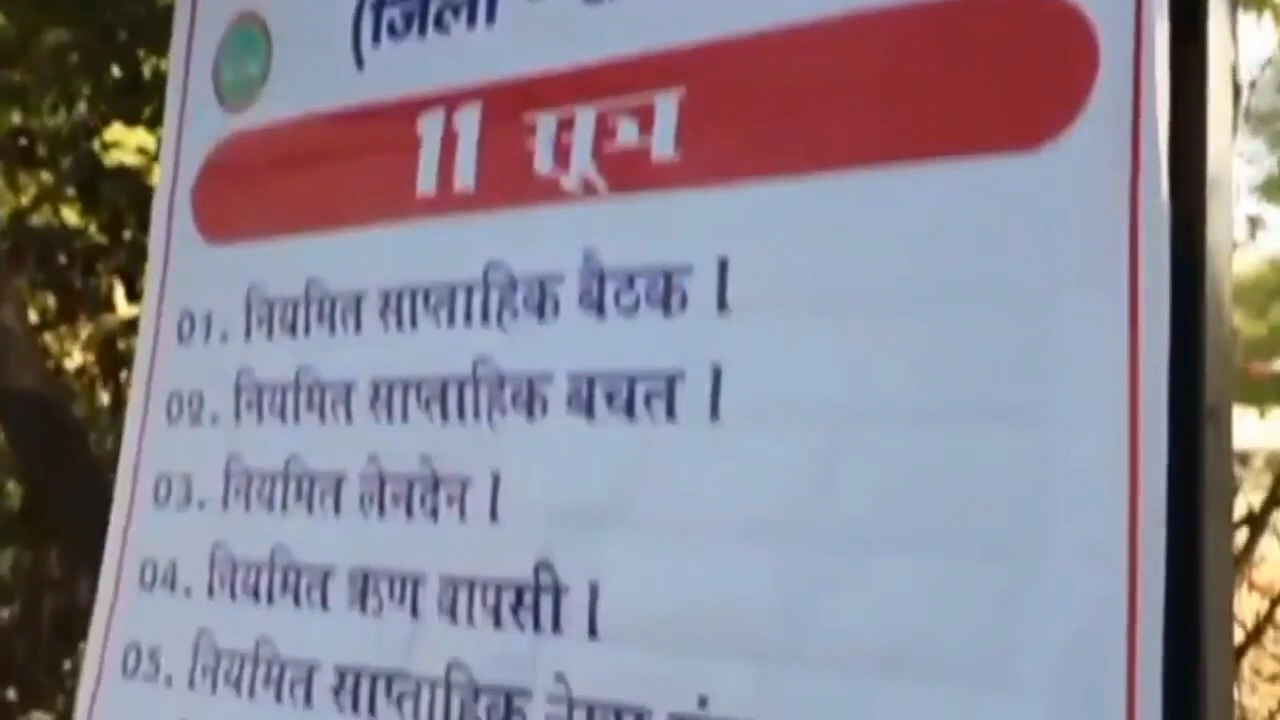 (जिला
11 सूत्र
01. नियमित साप्ताहिक बैठक ।
02. नियमित साप्ताहिक बचत ।
03. नियमित लेनदेन ।
04. नियमित ऋण वापसी ।
05. नियमित साप्ताहिक